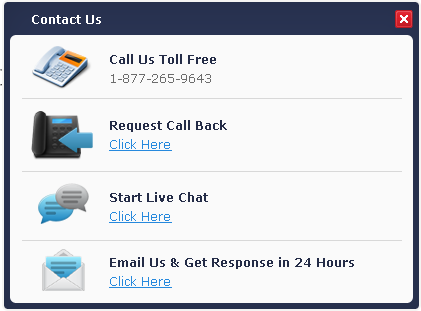 Contact Us
Call Us Toll Free
1-877-265-9643
Request Call Back
Click Here
Start Live Chat
Click Here
Email Us & Get Response in 24 Hours
Click Here